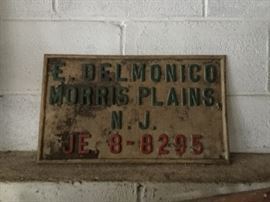 E. DELMONICO
MORRIS PLAINS,
N.J.
JE. 8-8295